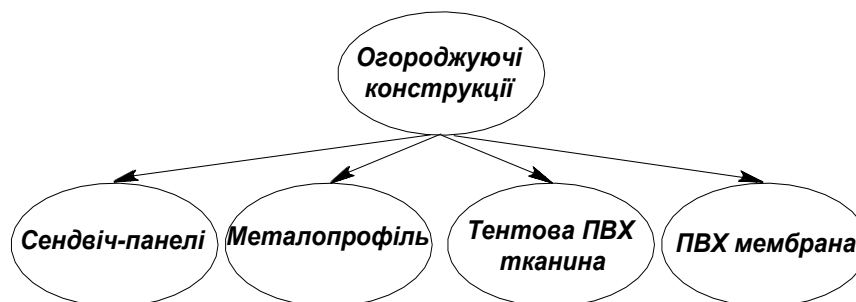 Огороджуючі
конструкції
Сендвіч-панелі
Металопрофіль
Тентова ПВХ
тканина
ПВХ мембрана